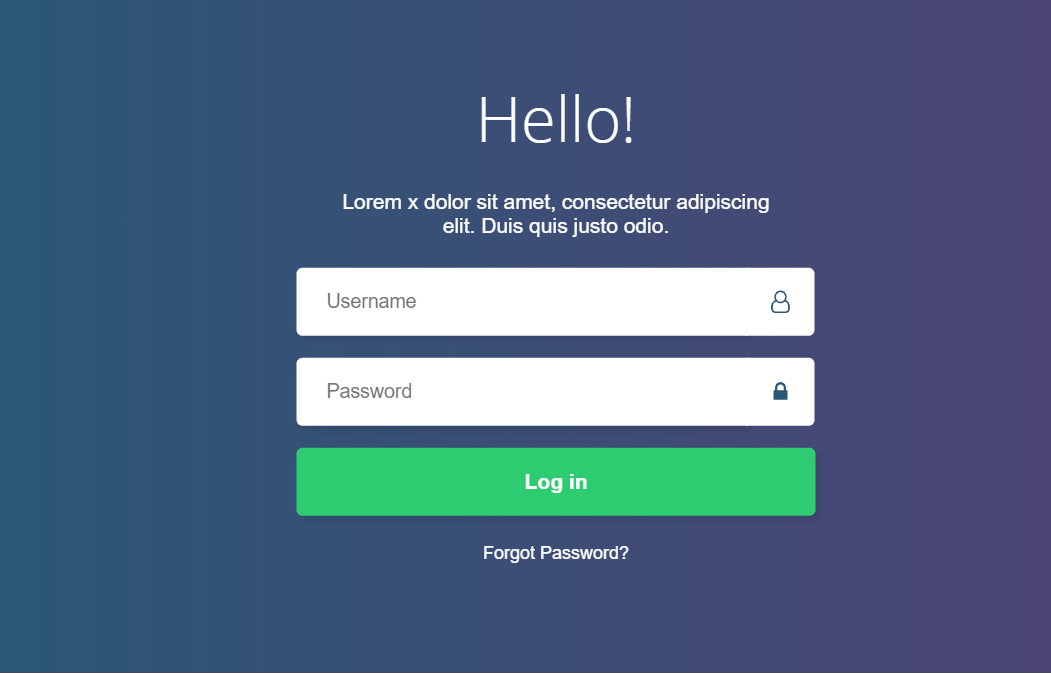 Hello!
Lorem x dolor sit amet, consectetur adipiscing
elit. Duis quis justo odio.
Username
Password
Log in
Forgot Password?